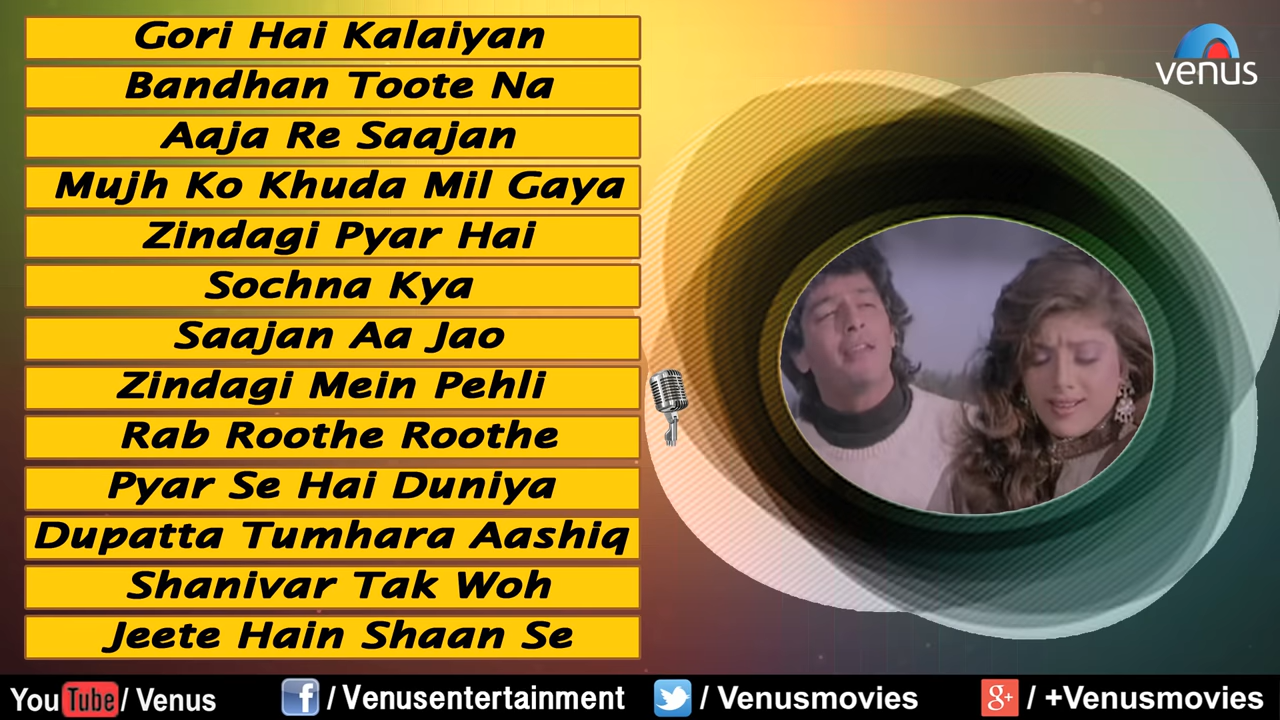 Gori Hai Kalaiyan
Bandhan Toote Na
Aaja Re Saajan
Mujh Ko Khuda Mil Gaya
Zindagi Pyar Hai
Sochna Kya
Saajan Aa Jao
Zindagi Mein Pehli
Rab Roothe Roothe
Pyar Se Hai Duniya
Dupatta Tumhara Aashiq
Shanivar Tak Woh
Jeete Hain Shaan Se
venus
You Tube / Venus
f / Venusentertainment
/ Venusmovies
g+ / +Venusmovies